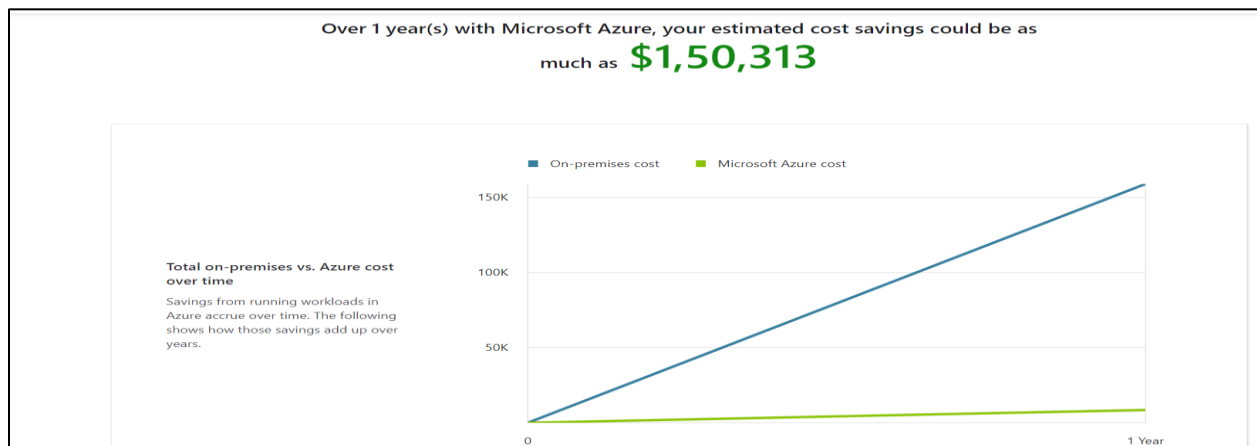 Over 1 year(s) with Microsoft Azure, your estimated cost savings could be as
much as $1,50,313
On-premises cost
Microsoft Azure cost
Total on-premises vs. Azure cost
over time
Savings from running workloads in
Azure accrue over time. The following
shows how those savings add up over
years.
150K
100K
50K
0
1 Year